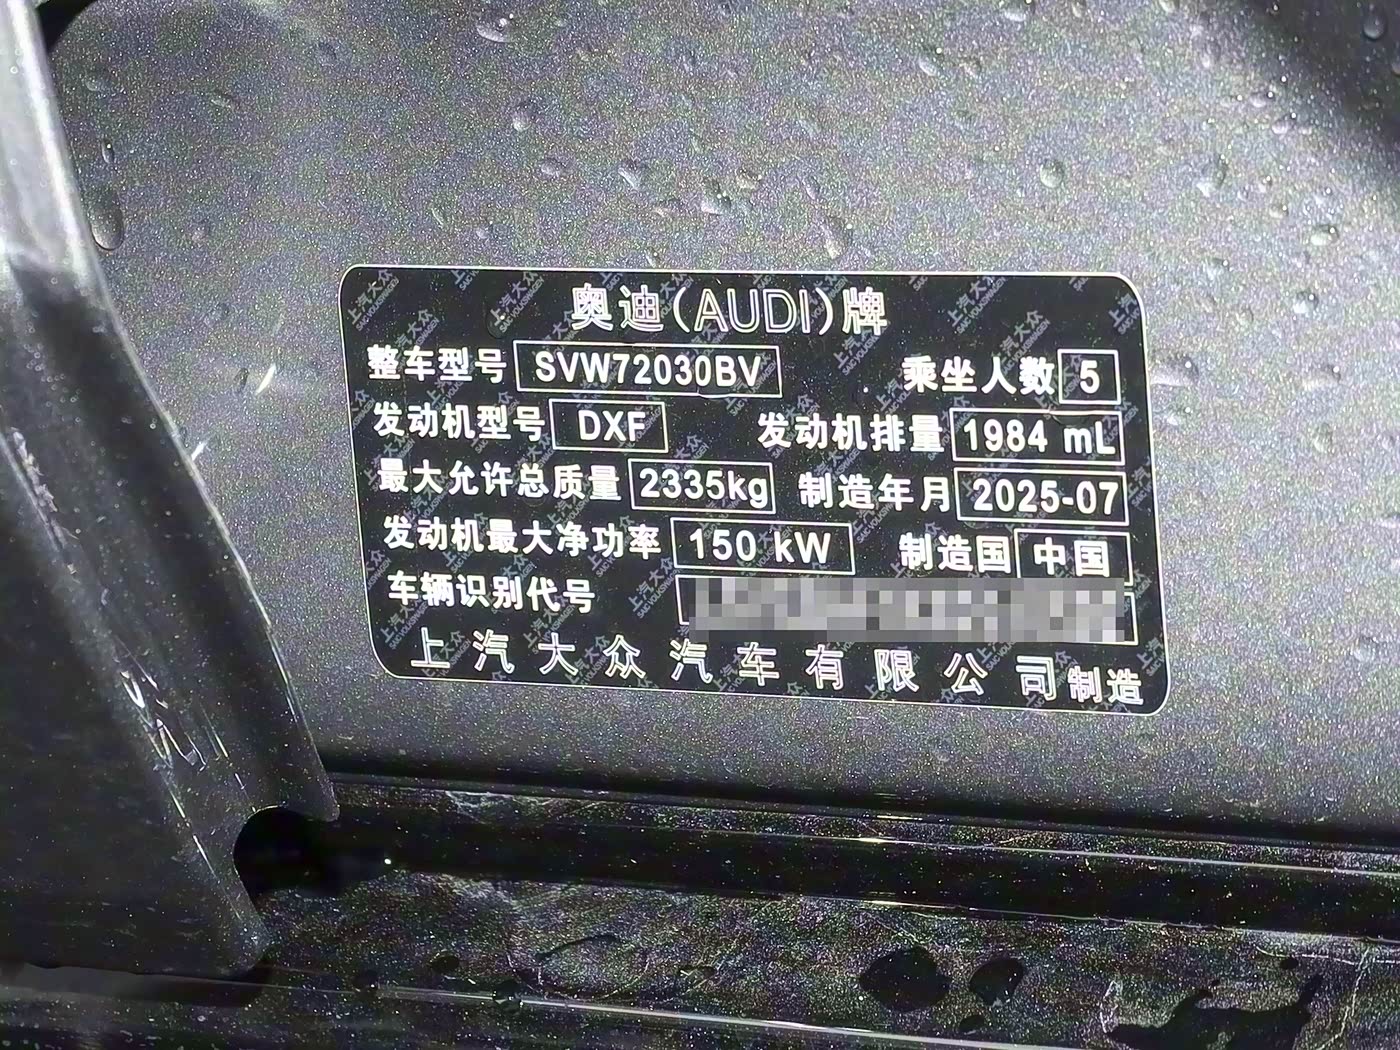 奥迪(AUDI)牌
整车型号 SVW72030BV 乘坐人数 5
发动机型号 DXF 发动机排量 1984 mL
最大允许总质量 2335kg 制造年月 2025-07
发动机最大净功率 150 kW 制造国 中国
车辆识别代号
上汽大众汽车有限公司制造